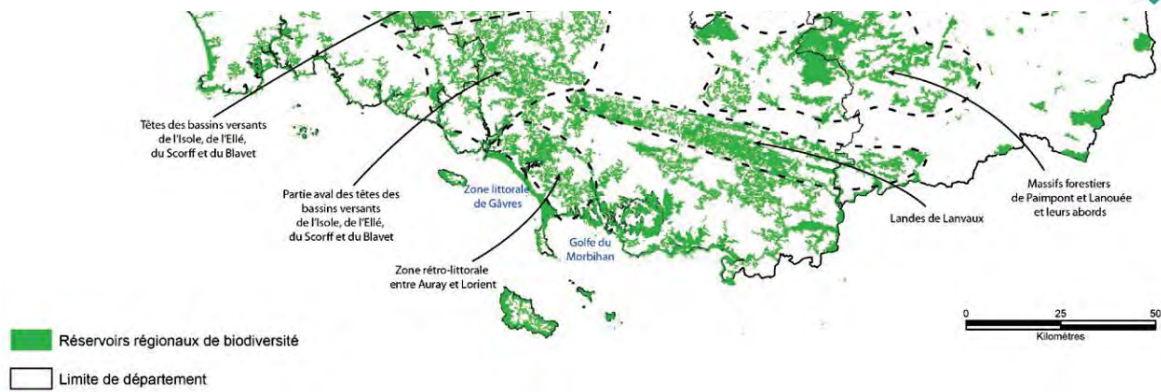 Têtes des bassins versants
de l'Isole, de l'Ellé,
du Scorff et du Blavet
Partie aval des têtes des
bassins versants
de l'Isole, de l'Ellé,
du Scorff et du Blavet
Zone littorale
de Gâvres
Golfe du
Morbihan
Zone rétro-littorale
entre Auray et Lorient
Landes de Lanvaux
Massifs forestiers
de Paimpont et Lanouée
et leurs abords
0 25 50
Kilomètres
Réservoirs régionaux de biodiversité
Limite de département